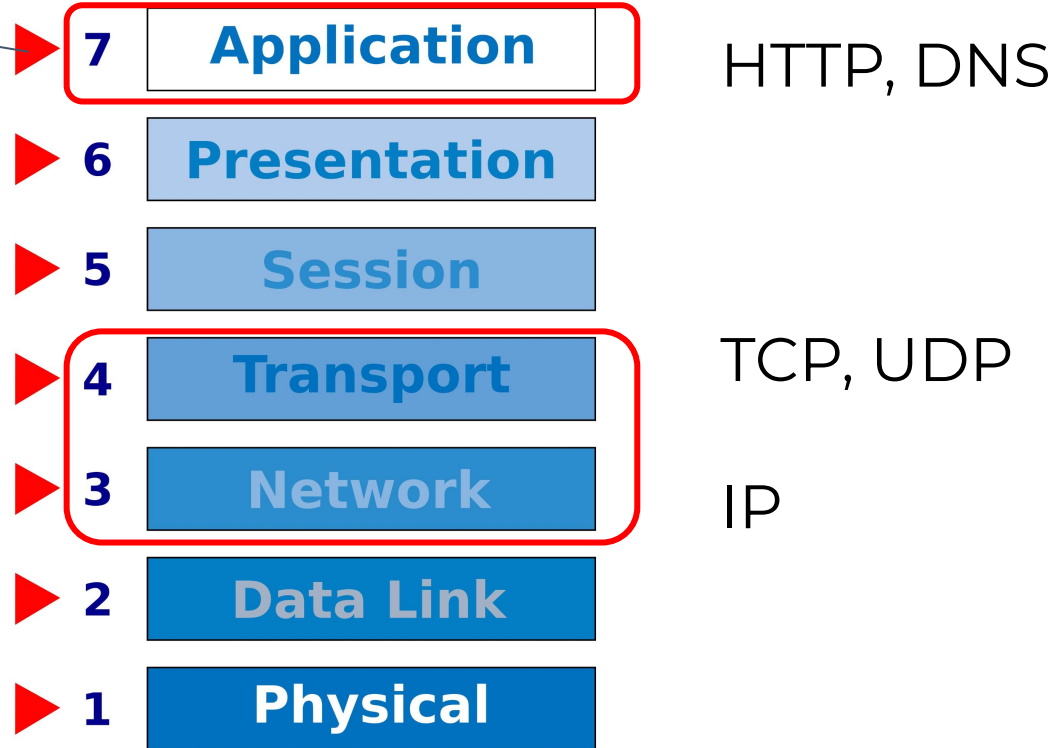 7 Application HTTP, DNS
6 Presentation
5 Session
4 Transport TCP, UDP
3 Network IP
2 Data Link
1 Physical